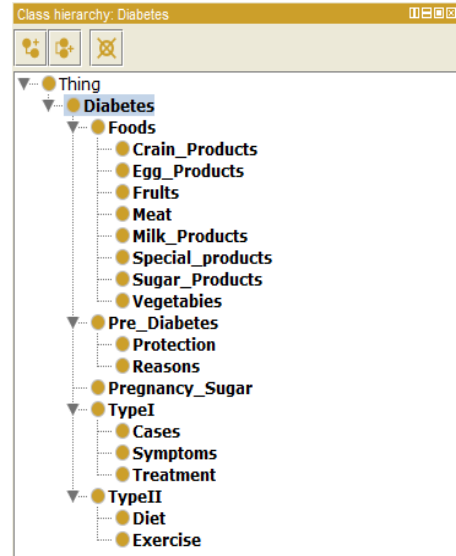 Class hierarchy: Diabetes
Thing
Diabetes
Foods
Crain_Products
Egg_Products
Frults
Meat
Milk_Products
Special_products
Sugar_Products
Vegetabies
Pre_Diabetes
Protection
Reasons
Pregnancy_Sugar
TypeI
Cases
Symptoms
Treatment
TypeII
Diet
Exercise